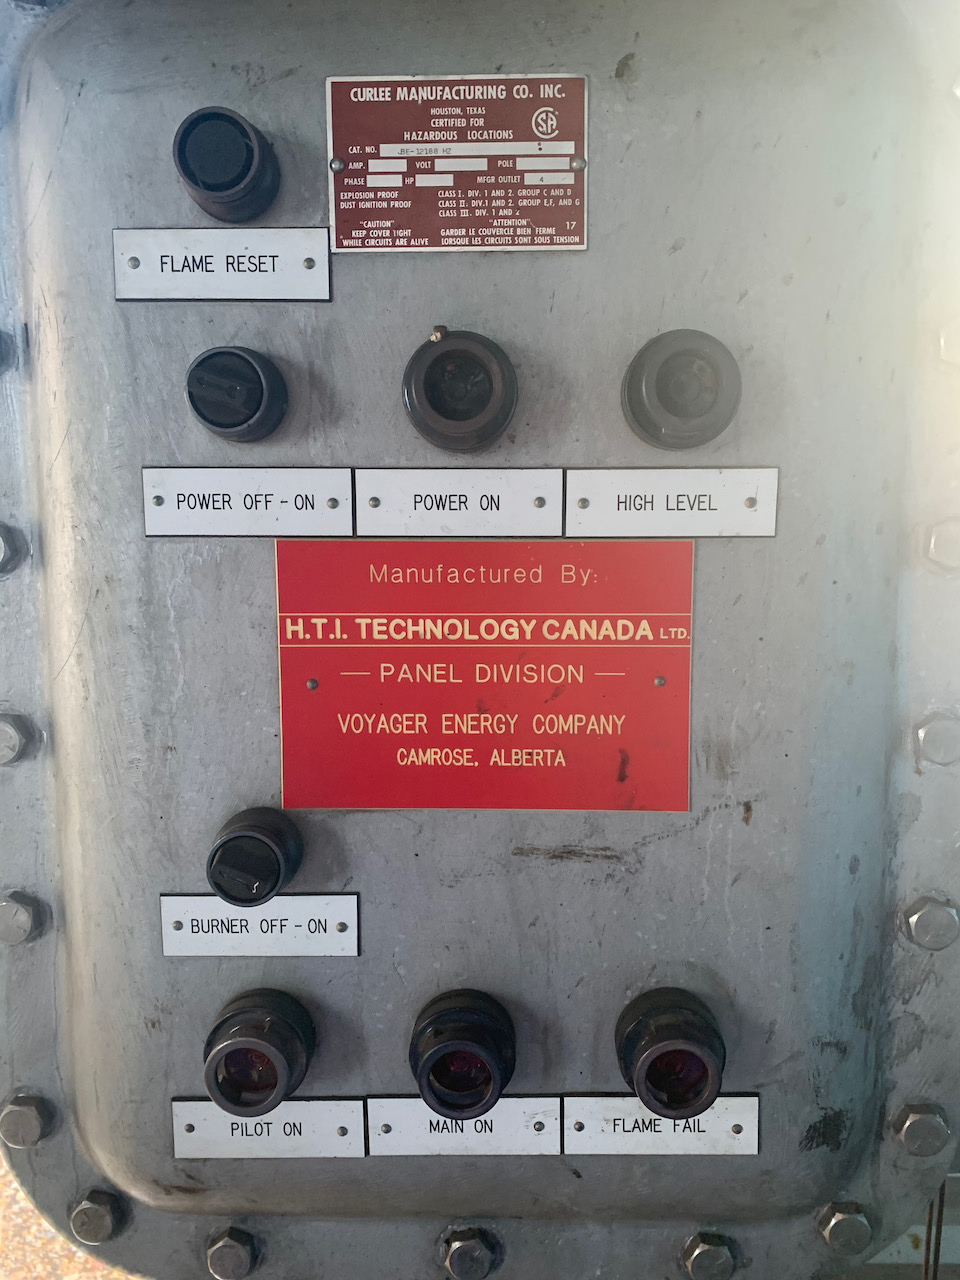 CURLEE MANUFACTURING CO. INC.
HOUSTON, TEXAS
CERTIFIED FOR
HAZARDOUS LOCATIONS
CSA
CAT. NO. BE-12188 HZ
AMP. VOLT POLE
PHASE HP MFGR OUTLET 4
EXPLOSION PROOF
DUST IGNITION PROOF
CLASS I. DIV. 1 AND 2. GROUP C AND D
CLASS II. DIV.1 AND 2. GROUP E,F, AND G
CLASS III. DIV. 1 AND 2
"CAUTION"
KEEP COVER TIGHT
WHILE CIRCUITS ARE ALIVE
"ATTENTION"
GARDER LE COUVERCLE BIEN FERME
LORSQUE LES CIRCUITS SONT SOUS TENSION
17
FLAME RESET
POWER OFF - ON
POWER ON
HIGH LEVEL
Manufactured By:
H.T.I. TECHNOLOGY CANADA LTD.
— PANEL DIVISION —
VOYAGER ENERGY COMPANY
CAMROSE, ALBERTA
BURNER OFF - ON
PILOT ON
MAIN ON
FLAME FAIL